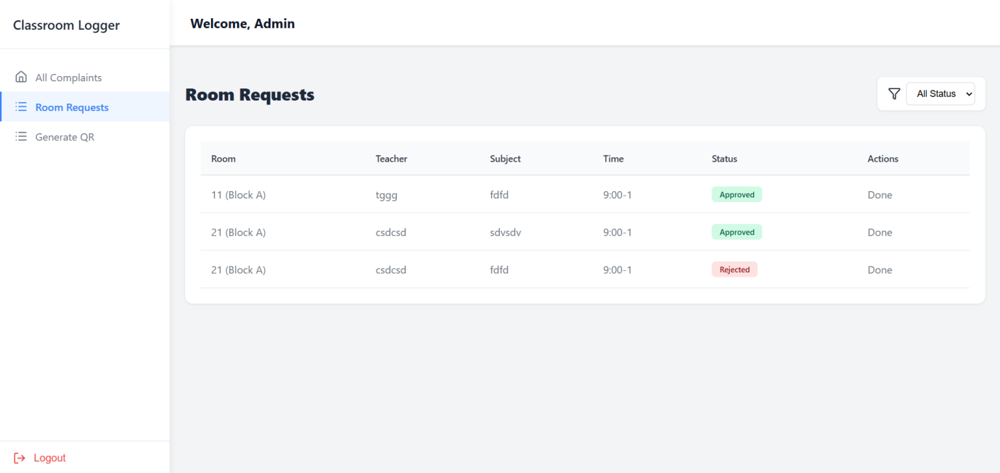 Classroom Logger
Welcome, Admin
All Complaints
Room Requests
Generate QR
Room Requests
All Status
Room Teacher Subject Time Status Actions
11 (Block A) tggg fdfd 9:00-1 Approved Done
21 (Block A) csdcsd sdvsdv 9:00-1 Approved Done
21 (Block A) csdcsd fdfd 9:00-1 Rejected Done
Logout